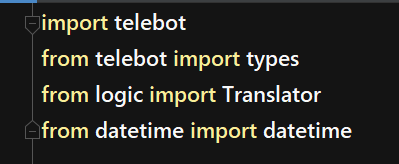 import telebot
from telebot import types
from logic import Translator
from datetime import datetime